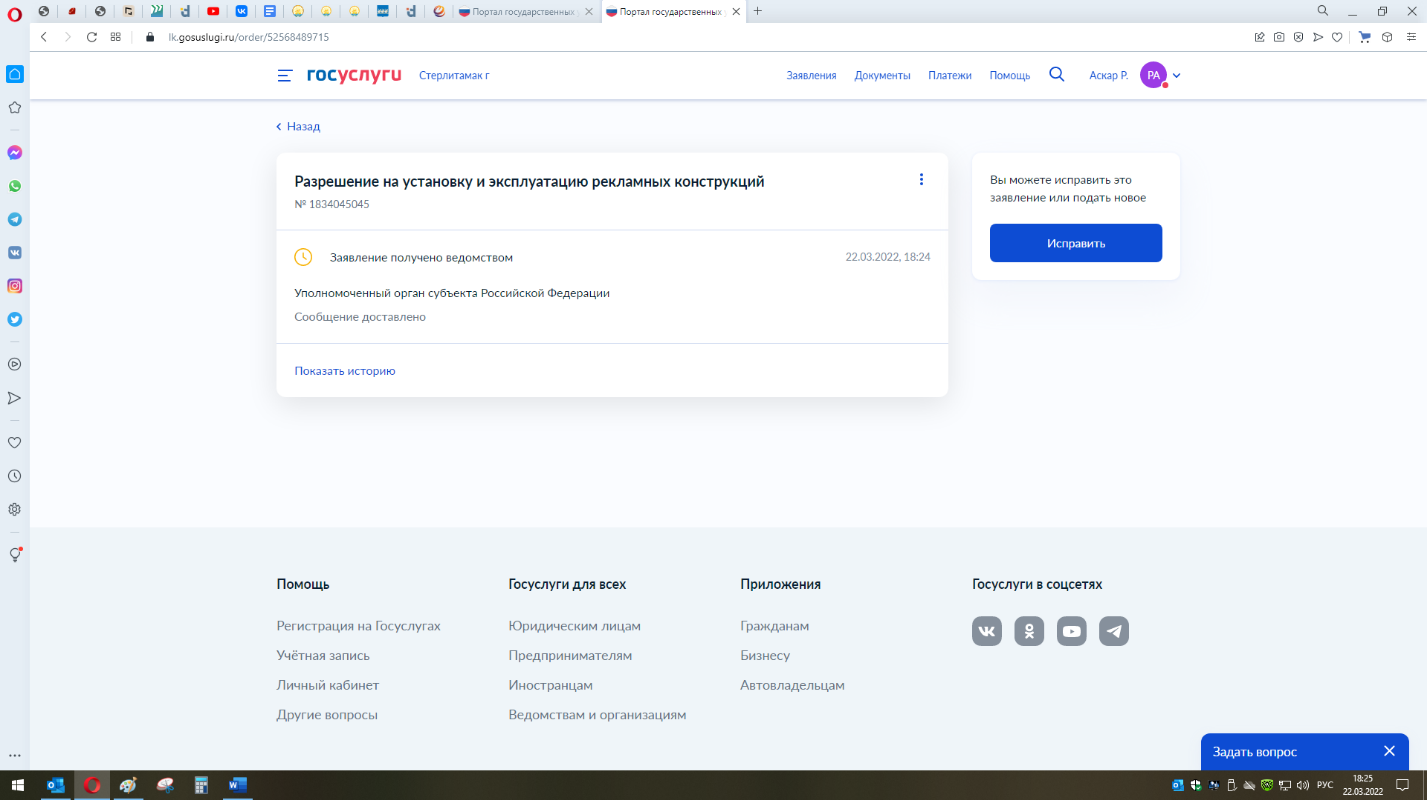 Портал государственных
Портал государственных
lk.gosuslugi.ru/order/52568489715
госуслуги
Стерлитамак г
Заявления
Документы
Платежи
Помощь
Аскар Р.
РА
Назад
Разрешение на установку и эксплуатацию рекламных конструкций
№ 1834045045
Заявление получено ведомством
22.03.2022, 18:24
Уполномоченный орган субъекта Российской Федерации
Сообщение доставлено
Показать историю
Вы можете исправить это
заявление или подать новое
Исправить
Помощь
Регистрация на Госуслугах
Учётная запись
Личный кабинет
Другие вопросы
Госуслуги для всех
Юридическим лицам
Предпринимателям
Иностранцам
Ведомствам и организациям
Приложения
Гражданам
Бизнесу
Автовладельцам
Госуслуги в соцсетях
Задать вопрос
РУС
18:25
22.03.2022